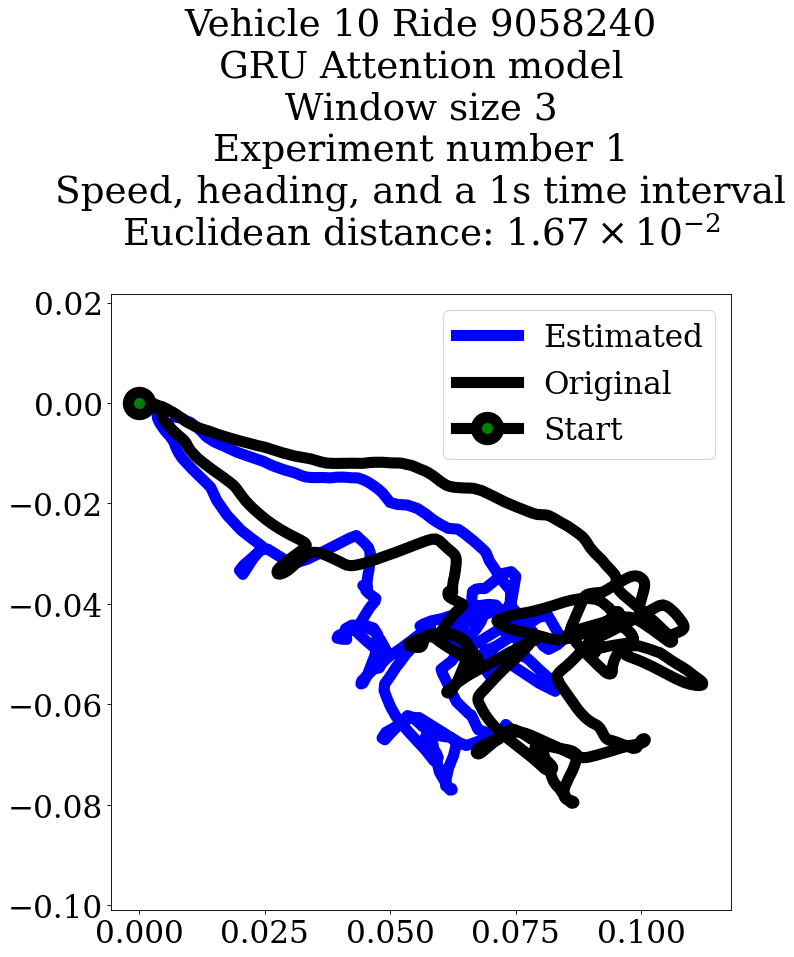 Vehicle 10 Ride 9058240
GRU Attention model
Window size 3
Experiment number 1
Speed, heading, and a 1s time interval
Euclidean distance: 1.67 × 10⁻²
0.02
Estimated
Original
Start
0.00
−0.02
−0.04
−0.06
−0.08
−0.10
0.000 0.025 0.050 0.075 0.100